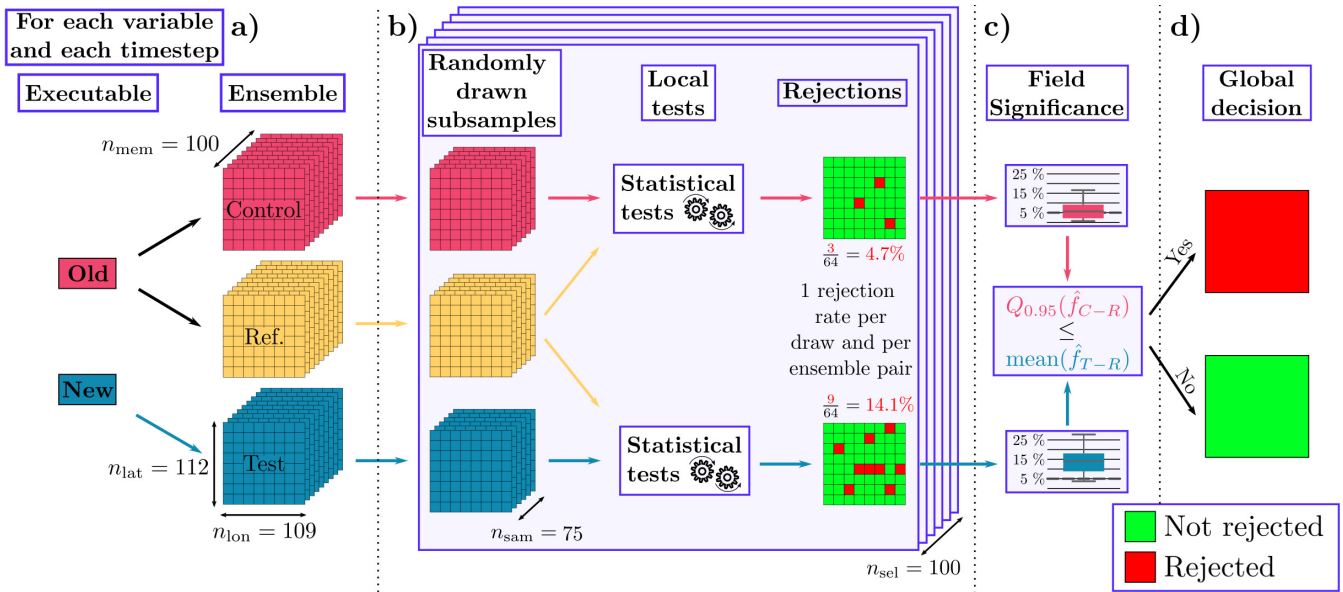 For each variable
and each timestep
a)
Executable
Ensemble
n_mem = 100
Control
Old
Ref.
New
Test
n_lat = 112
n_lon = 109
b)
Randomly
drawn
subsamples
Local
tests
Rejections
Statistical
tests
3/64 = 4.7%
1 rejection
rate per
draw and per
ensemble pair
9/64 = 14.1%
Statistical
tests
n_sam = 75
n_sel = 100
c)
Field
Significance
25 %
15 %
5 %
Q_0.95(f̂_C−R)
≤
mean(f̂_T−R)
25 %
15 %
5 %
d)
Global
decision
Yes
No
Not rejected
Rejected